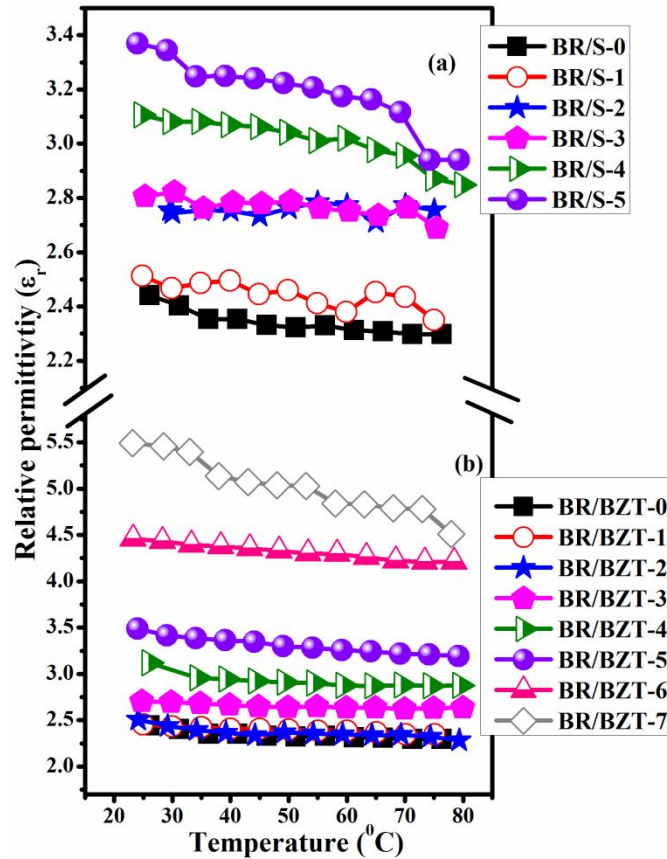 3.4
3.2
3.0
2.8
2.6
2.4
2.2
(a)
BR/S-0
BR/S-1
BR/S-2
BR/S-3
BR/S-4
BR/S-5
Relative permittivtiy (εr)
5.5
5.0
4.5
4.0
3.5
3.0
2.5
2.0
(b)
BR/BZT-0
BR/BZT-1
BR/BZT-2
BR/BZT-3
BR/BZT-4
BR/BZT-5
BR/BZT-6
BR/BZT-7
20 30 40 50 60 70 80
Temperature (⁰C)